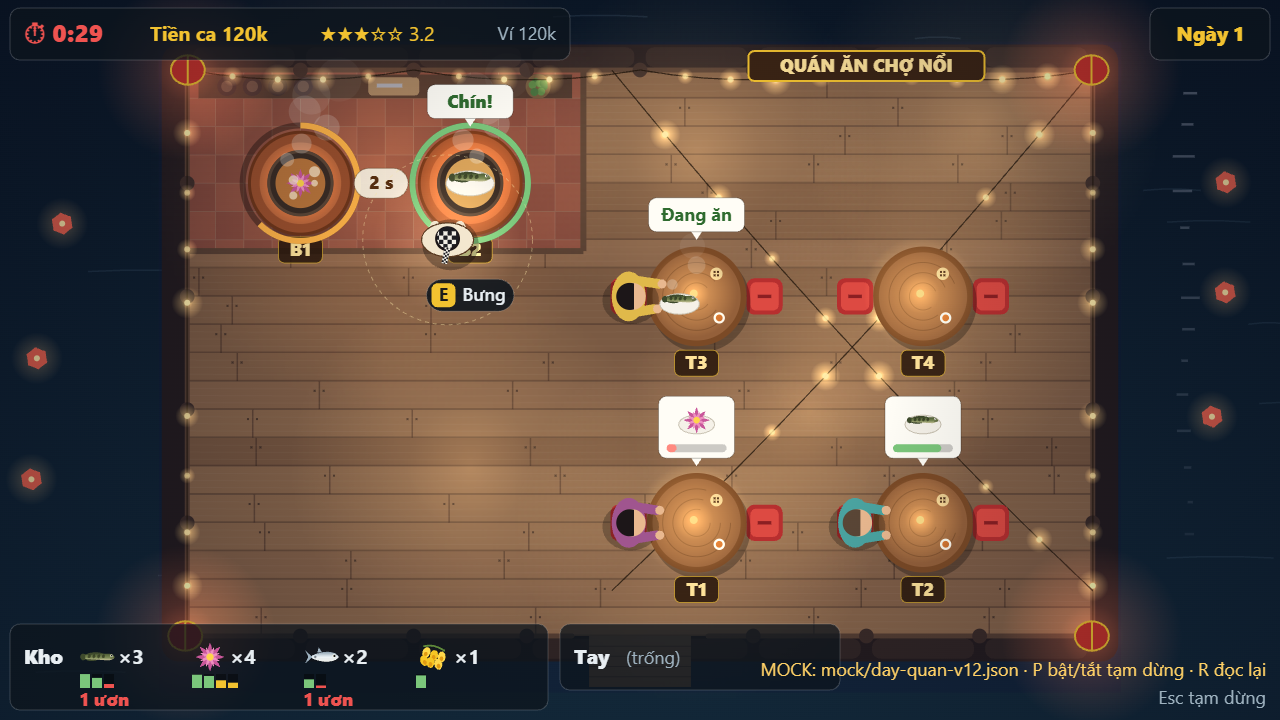 0:29 Tiền ca 120k ★★★☆☆ 3.2 Ví 120k
QUÁN ĂN CHỢ NỔI
Ngày 1
Chín!
2 s
B1
E Bưng
Đang ăn
T3
T4
T1
T2
Kho ×3 ×4 ×2 ×1
1 ươn 1 ươn
Tay (trống)
MOCK: mock/day-quan-v12.json · P bật/tắt tạm dừng · R đọc lại
Esc tạm dừng